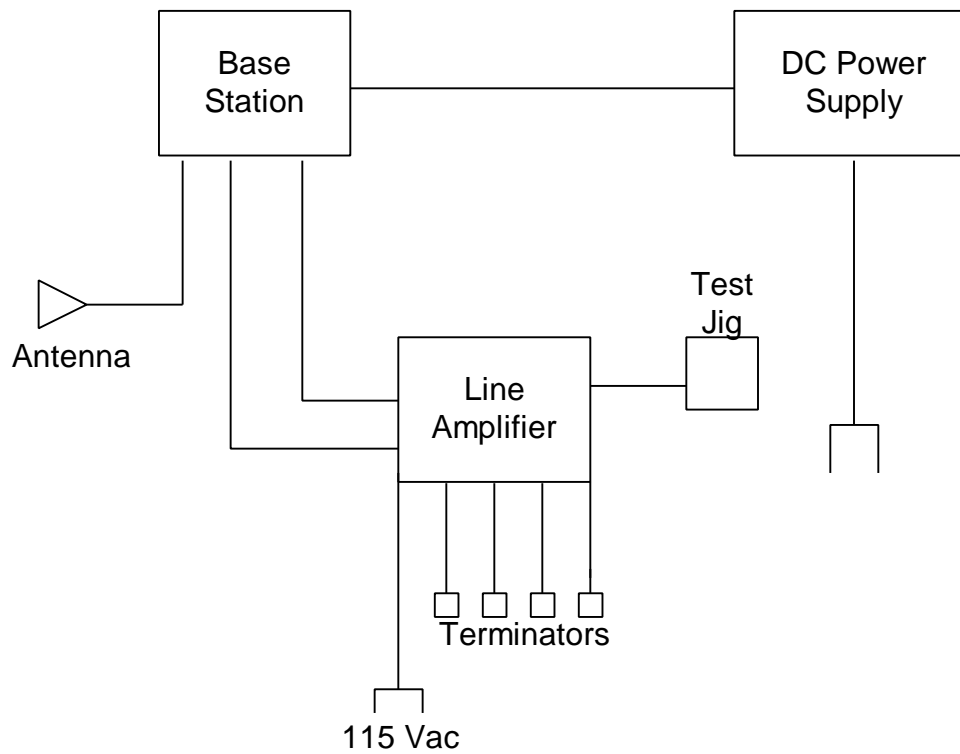 Base
Station
DC Power
Supply
Antenna
Test
Jig
Line
Amplifier
Terminators
115 Vac